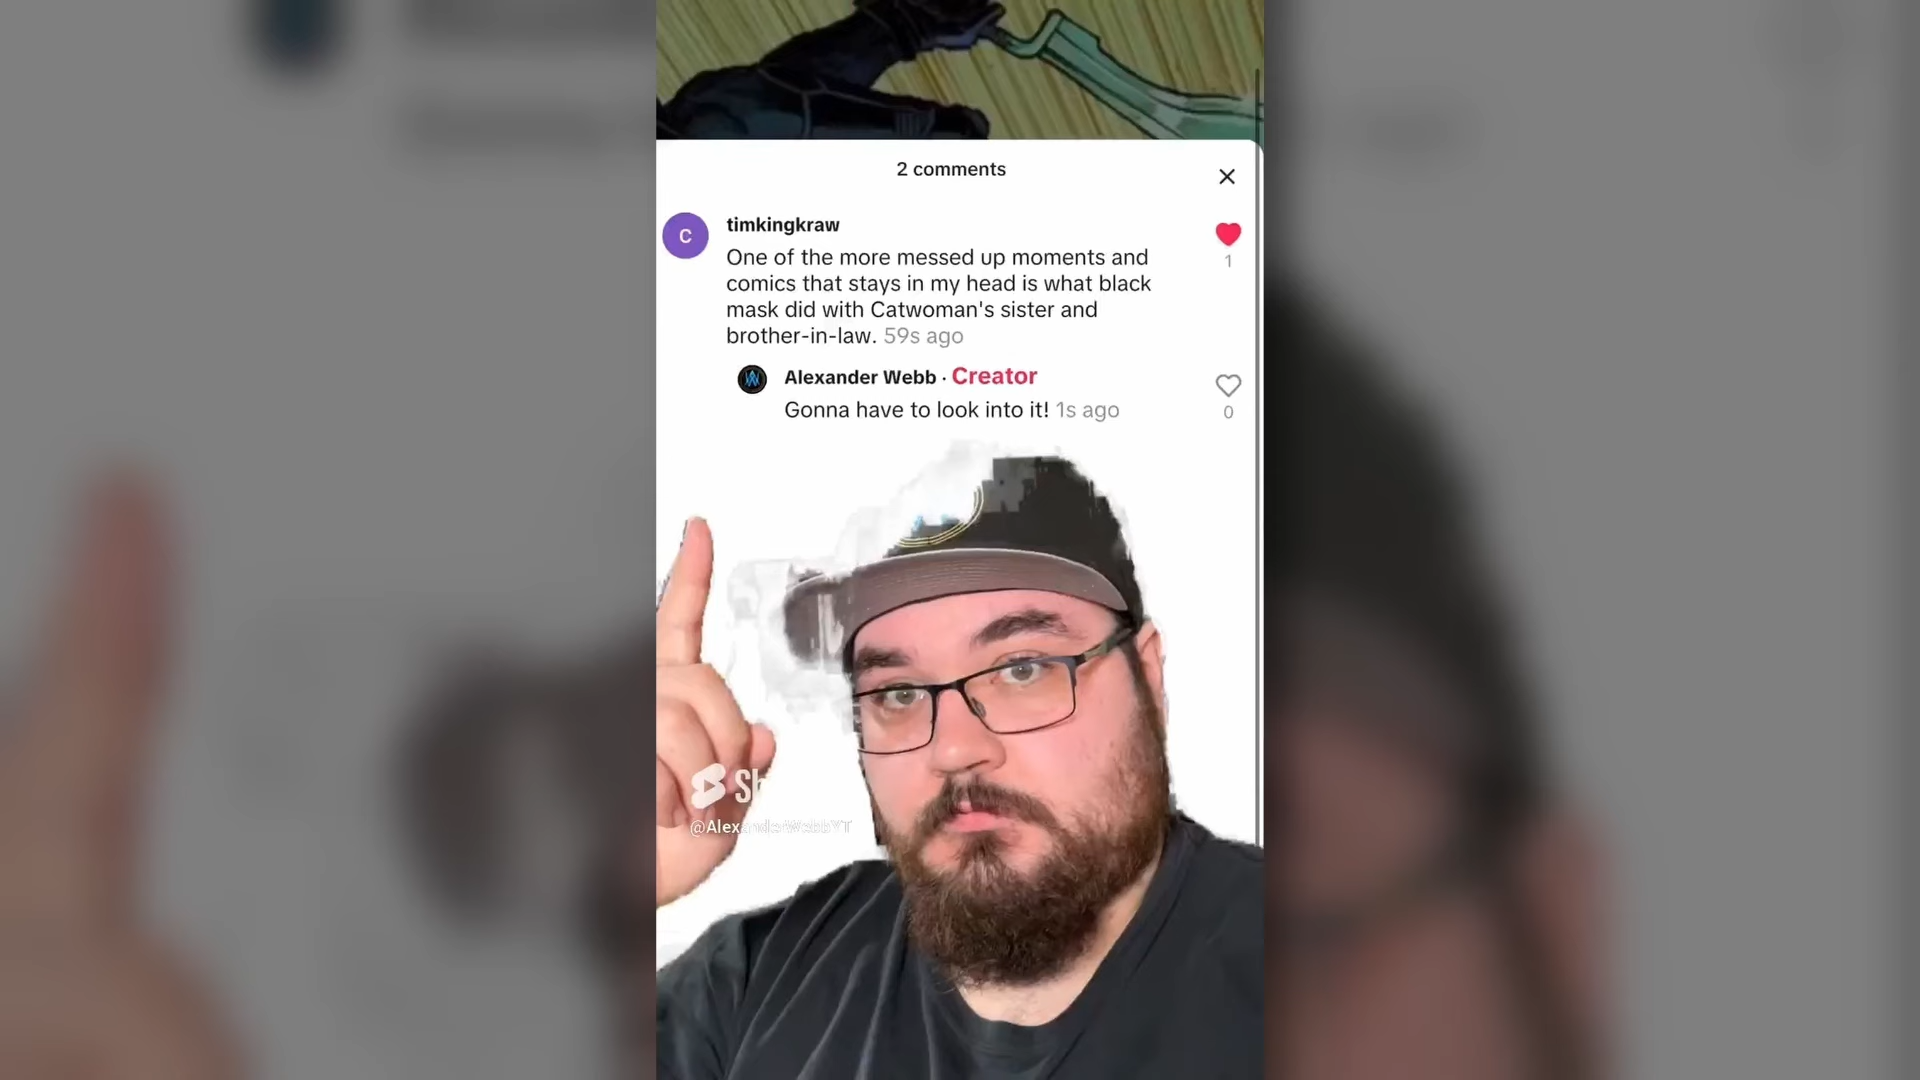 2 comments
C
timkingkraw
1
One of the more messed up moments and
comics that stays in my head is what black
mask did with Catwoman's sister and
brother-in-law. 59s ago
Alexander Webb · Creator
Gonna have to look into it! 1s ago
0
Sh
@AlexanderWebbYT